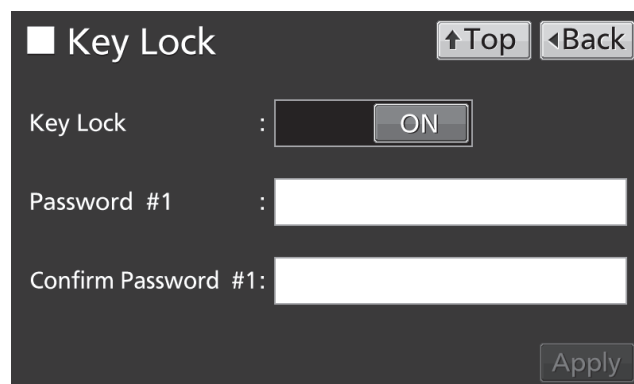 Key Lock ↑Top ◂Back
Key Lock : ON
Password #1 :
Confirm Password #1:
Apply